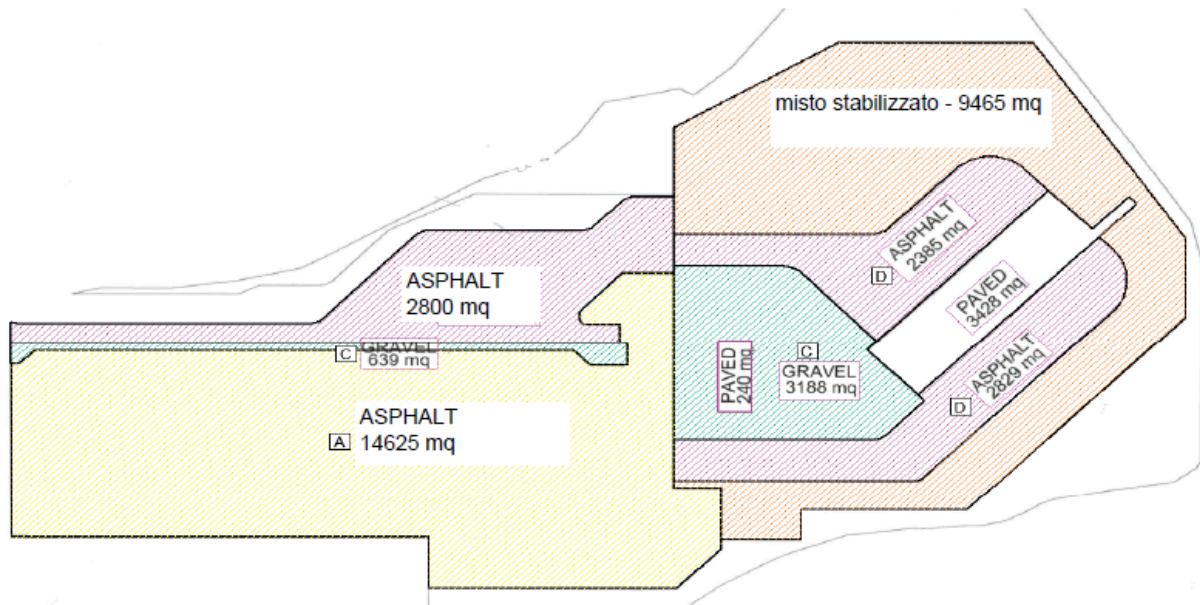 misto stabilizzato - 9465 mq
ASPHALT
2385 mq
D
ASPHALT
2800 mq
PAVED
3428 mq
C
GRAVEL
639 mq
PAVED
240 mq
C
GRAVEL
3188 mq
ASPHALT
2829 mq
D
ASPHALT
A
14625 mq